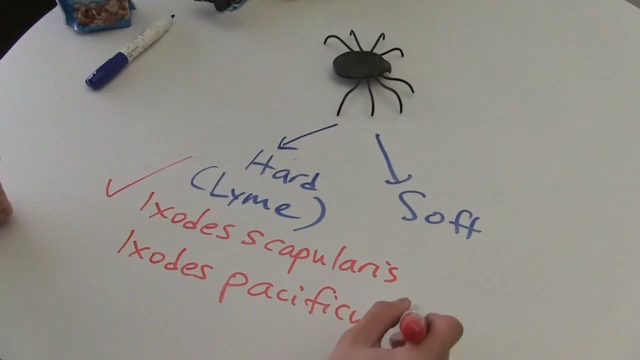 Hard
(Lyme)
Soft
Ixodes scapularis
Ixodes pacificu